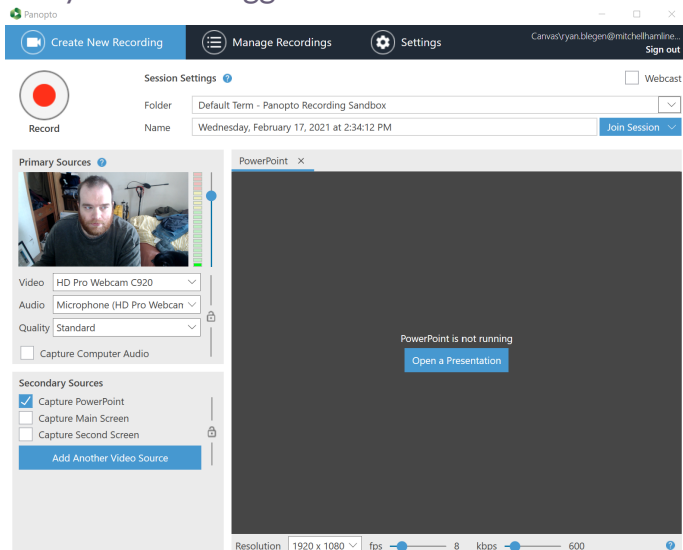 Panopto
Create New Recording
Manage Recordings
Settings
Canvas\ryan.blegen@mitchellhamline...
Sign out
Session Settings ?
Webcast
Folder Default Term - Panopto Recording Sandbox
Record
Name Wednesday, February 17, 2021 at 2:34:12 PM Join Session
Primary Sources ?
PowerPoint ×
Video HD Pro Webcam C920
Audio Microphone (HD Pro Webcan
Quality Standard
Capture Computer Audio
PowerPoint is not running
Open a Presentation
Secondary Sources
Capture PowerPoint
Capture Main Screen
Capture Second Screen
Add Another Video Source
Resolution 1920 x 1080 fps 8 kbps 600 ?